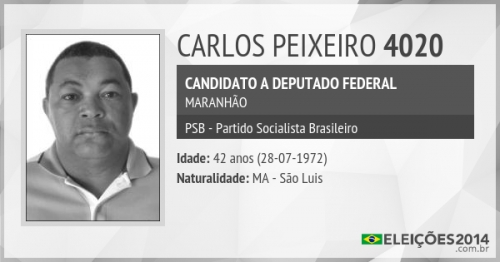 CARLOS PEIXEIRO 4020
CANDIDATO A DEPUTADO FEDERAL
MARANHÃO
PSB - Partido Socialista Brasileiro
Idade: 42 anos (28-07-1972)
Naturalidade: MA - São Luis
ELEIÇÕES2014
.com.br